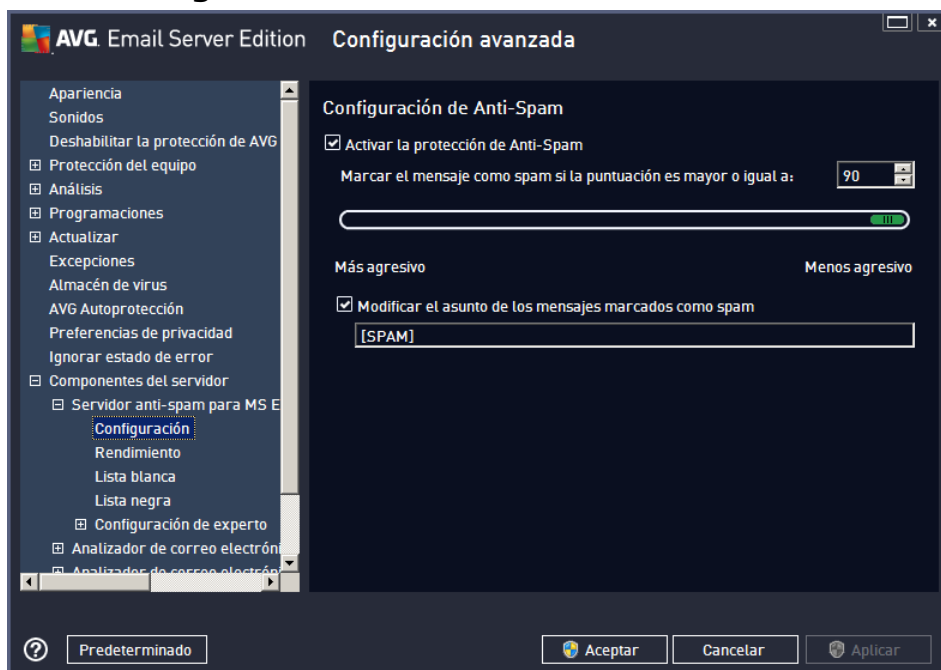 AVG. Email Server Edition Configuración avanzada
Apariencia
Sonidos
Deshabilitar la protección de AVG
Protección del equipo
Análisis
Programaciones
Actualizar
Excepciones
Almacén de virus
AVG Autoprotección
Preferencias de privacidad
Ignorar estado de error
Componentes del servidor
Servidor anti-spam para MS E
Configuración
Rendimiento
Lista blanca
Lista negra
Configuración de experto
Analizador de correo electróni
Analizador de correo electróni
Configuración de Anti-Spam
Activar la protección de Anti-Spam
Marcar el mensaje como spam si la puntuación es mayor o igual a: 90
Más agresivo Menos agresivo
Modificar el asunto de los mensajes marcados como spam
[SPAM]
Predeterminado Aceptar Cancelar Aplicar